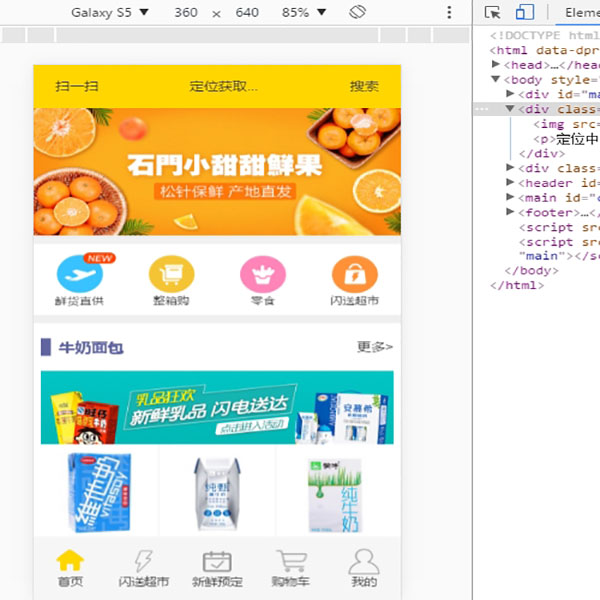 Galaxy S5 ▼ 360 × 640 85% ▼
Eleme
扫一扫 定位获取... 搜索
石門小甜甜鮮果
松针保鲜 产地直发
NEW
鲜货直供 整箱购 零食 闪送超市
牛奶面包 更多>
乳品狂欢
新鲜乳品 闪电送达
点击进入活动
安慕希
维他奶
VITASOY
纯甄
蒙牛
纯牛奶
首页 闪送超市 新鲜预定 购物车 我的
<!DOCTYPE html
<html data-dpr
<head>…</hea
<body style="
<div id="ma
<div class=
<img src=
<p>定位中
</div>
<div class=
<header id=
<main id="c
<footer>…</
<script src
<script src
"main"></s
</body>
</html>